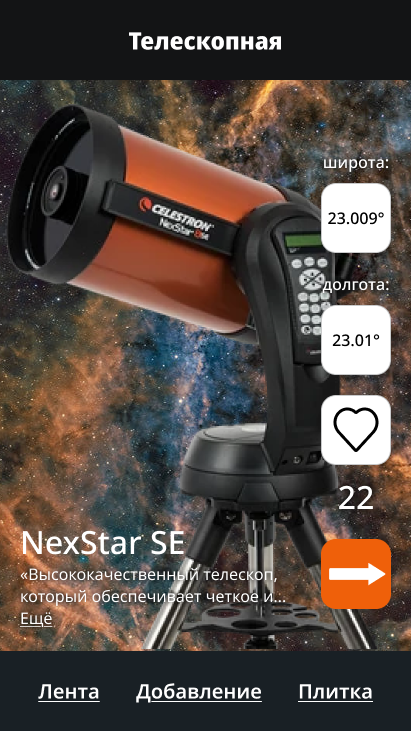 Телескопная
широта:
CELESTRON
NexStar 8SE
23.009°
долгота:
23.01°
22
NexStar SE
«Высококачественный телескоп,
который обеспечивает четкое и...
Ещё
Лента Добавление Плитка